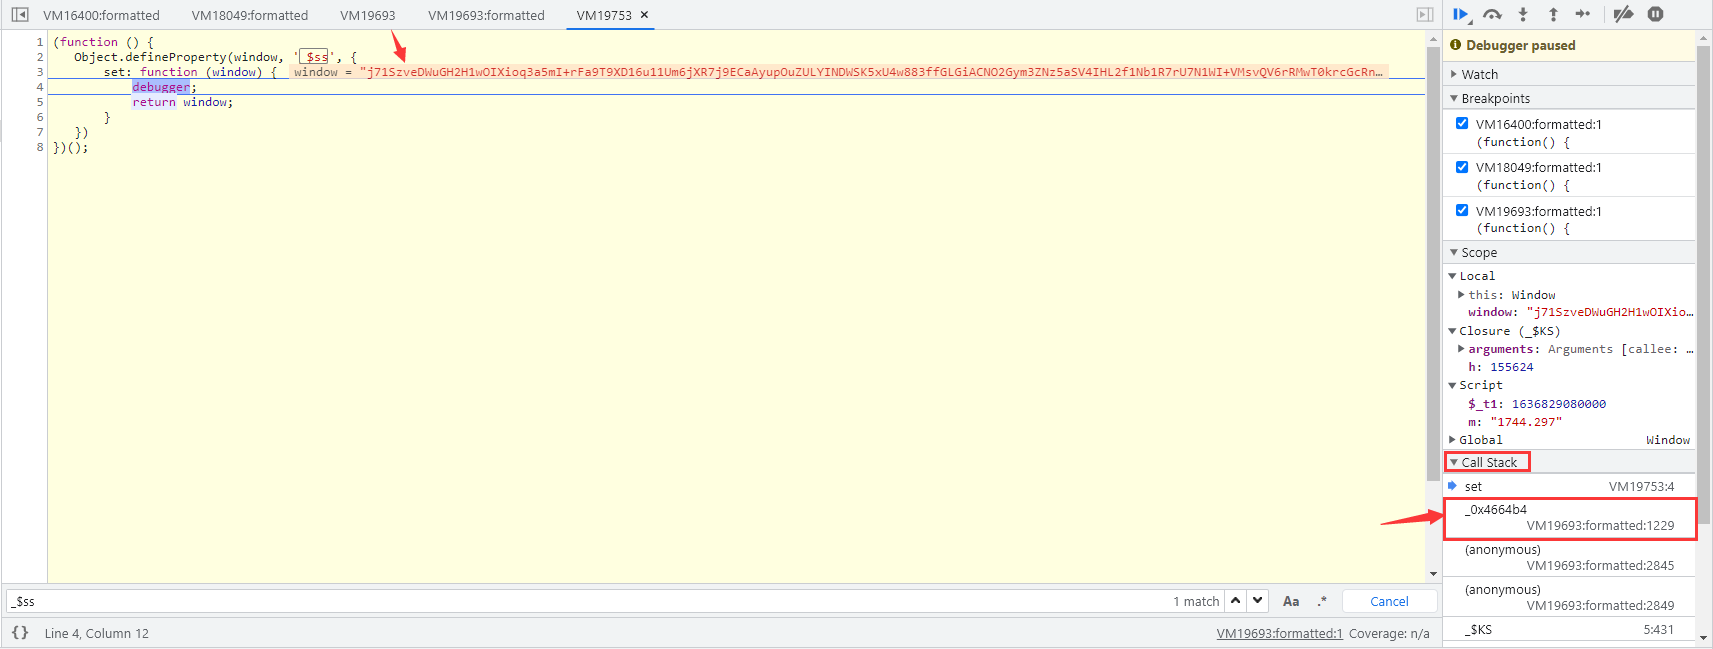 VM16400:formatted VM18049:formatted VM19693 VM19693:formatted VM19753 ×
1 (function () {
2 Object.defineProperty(window, '_$ss', {
3 set: function (window) { window = "j71SzveDWuGH2H1wOIXioq3a5mI+rFa9T9XD16u11Um6jXR7j9ECaAyupOuZULYINDWSK5xU4w883ffGLGiACNO2Gym3ZNz5aSV4IHL2f1Nb1R7rU7N1WI+VMsvQV6rRMwT0krcGcRn…
4 debugger;
5 return window;
6 }
7 })
8 })();
_$ss
1 match
Aa .* Cancel
{} Line 4, Column 12
VM19693:formatted:1 Coverage: n/a
Debugger paused
Watch
Breakpoints
VM16400:formatted:1
(function() {
VM18049:formatted:1
(function() {
VM19693:formatted:1
(function() {
Scope
Local
this: Window
window: "j71SzveDWuGH2H1wOIXio…
Closure (_$KS)
arguments: Arguments [callee: …
h: 155624
Script
$_t1: 1636829080000
m: "1744.297"
Global Window
Call Stack
set VM19753:4
_0x4664b4
VM19693:formatted:1229
(anonymous)
VM19693:formatted:2845
(anonymous)
VM19693:formatted:2849
_$KS 5:431